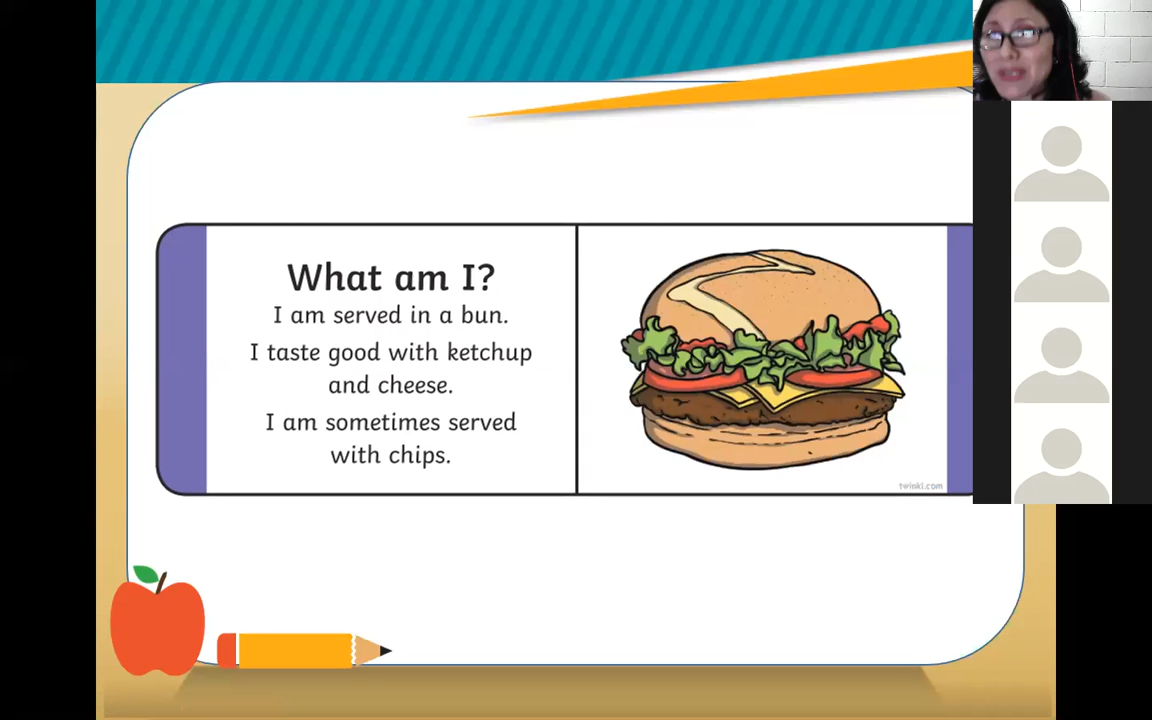 What am I?
I am served in a bun.
I taste good with ketchup
and cheese.
I am sometimes served
with chips.
twinkl.com